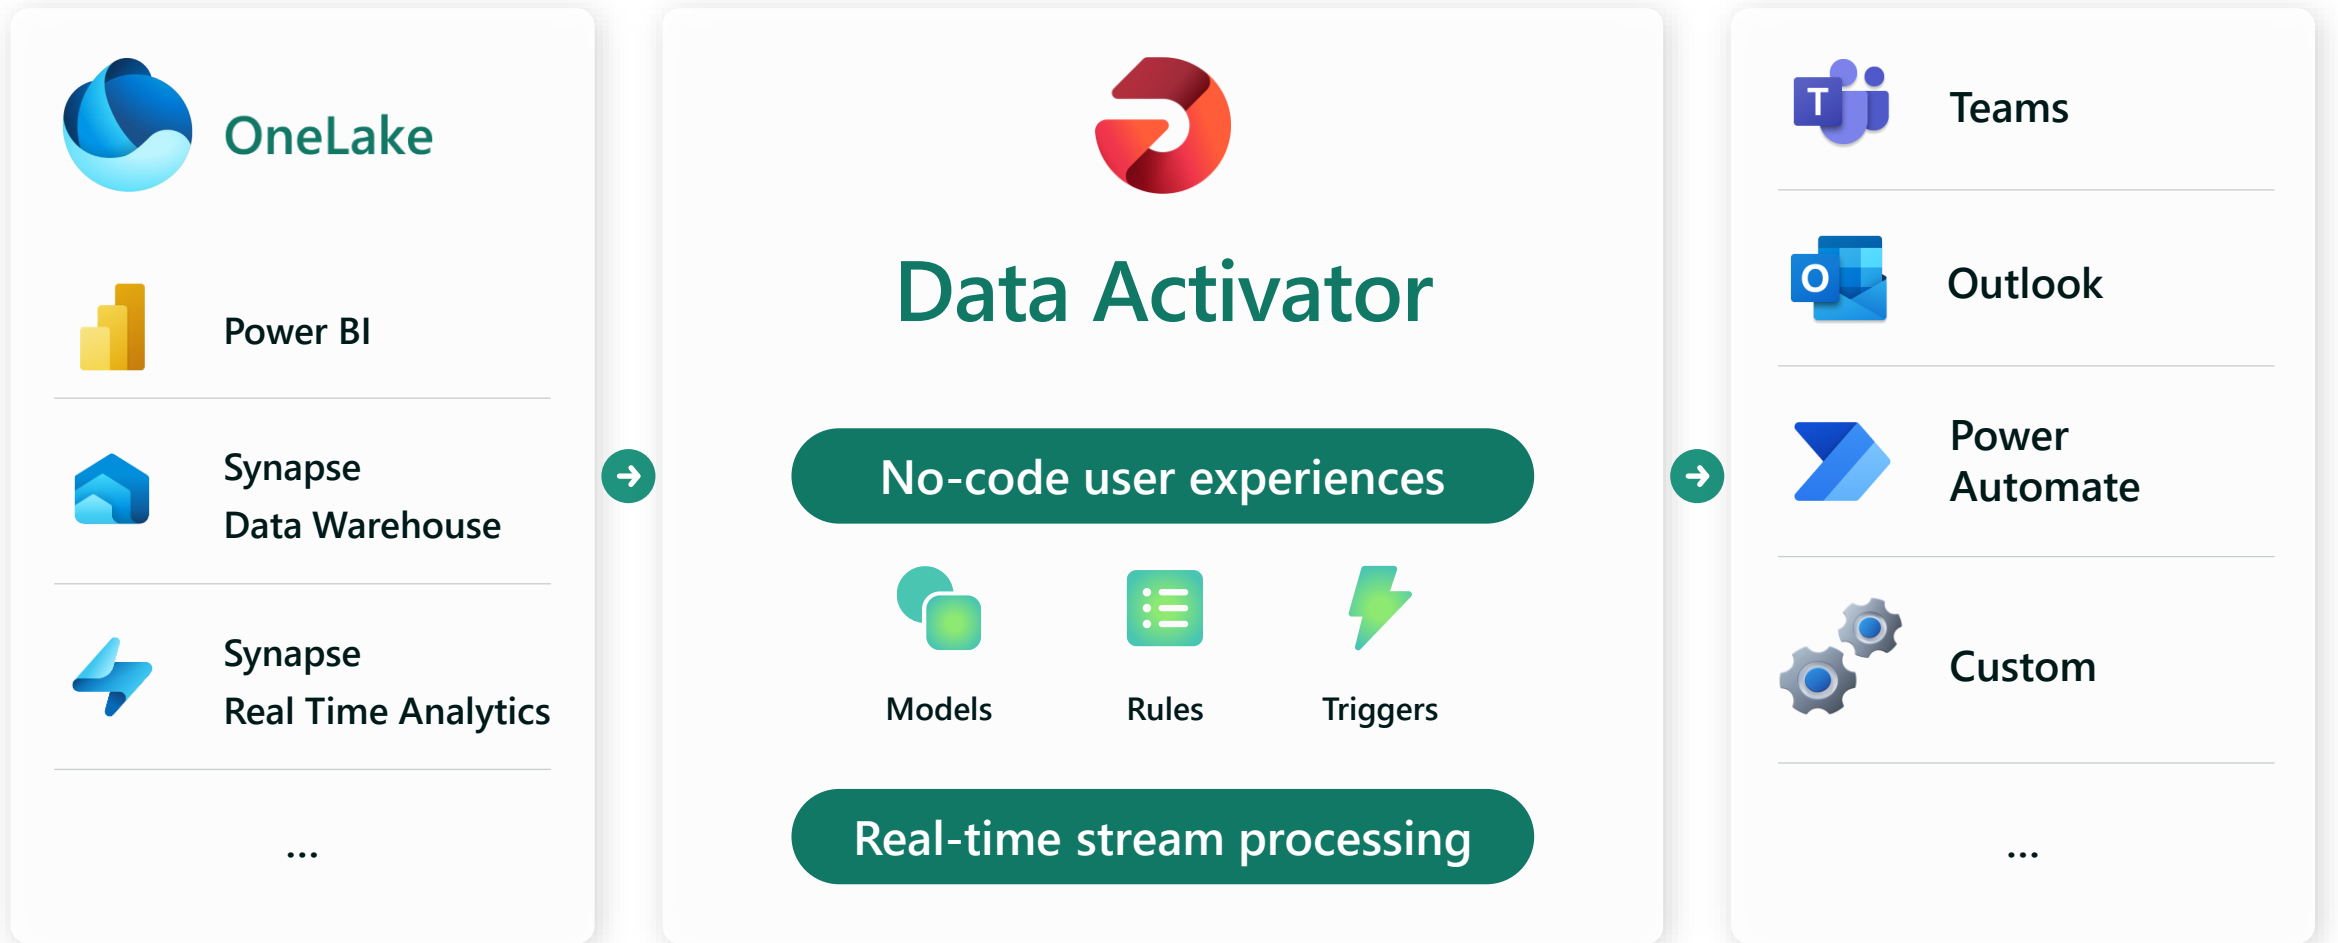 OneLake
Power BI
Synapse
Data Warehouse
Synapse
Real Time Analytics
...
Data Activator
No-code user experiences
Models
Rules
Triggers
Real-time stream processing
T
Teams
O
Outlook
Power
Automate
Custom
...